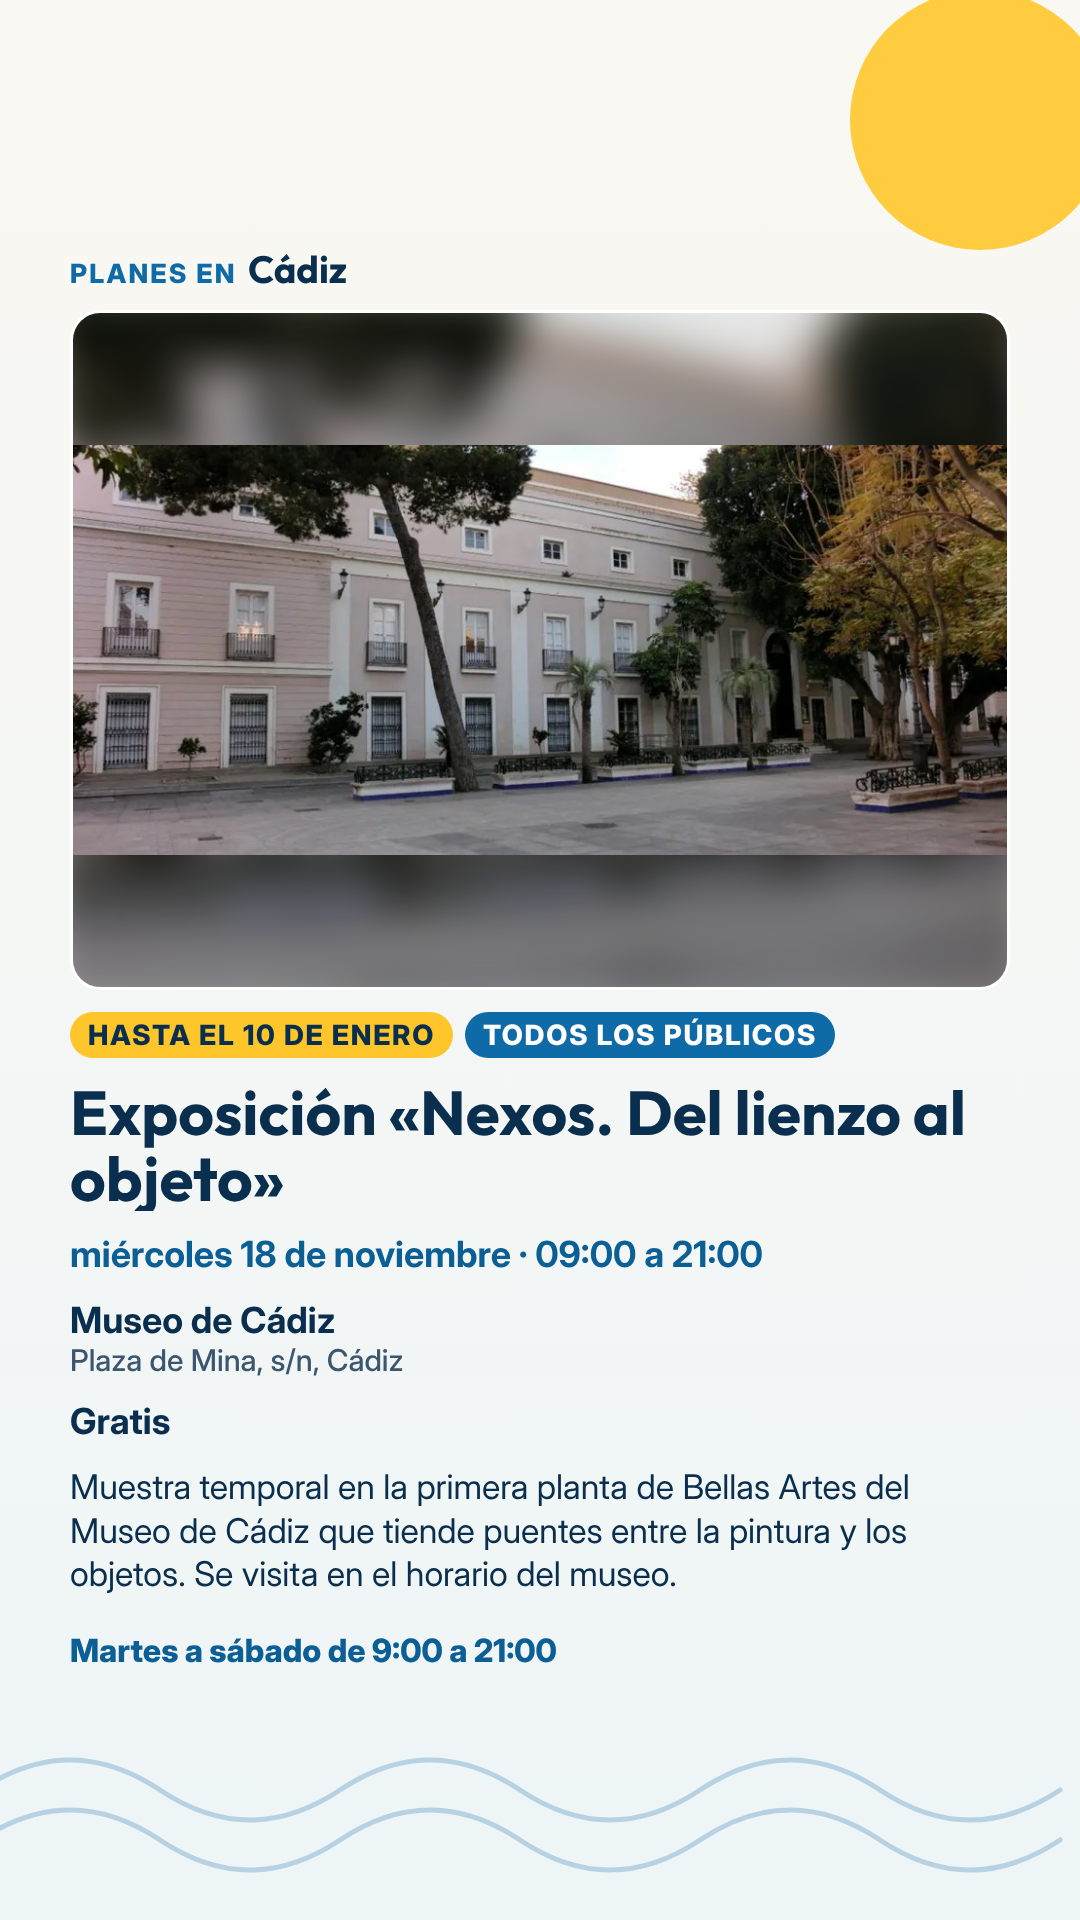 PLANES EN Cádiz
HASTA EL 10 DE ENERO TODOS LOS PÚBLICOS
Exposición «Nexos. Del lienzo al
objeto»
miércoles 18 de noviembre · 09:00 a 21:00
Museo de Cádiz
Plaza de Mina, s/n, Cádiz
Gratis
Muestra temporal en la primera planta de Bellas Artes del
Museo de Cádiz que tiende puentes entre la pintura y los
objetos. Se visita en el horario del museo.
Martes a sábado de 9:00 a 21:00